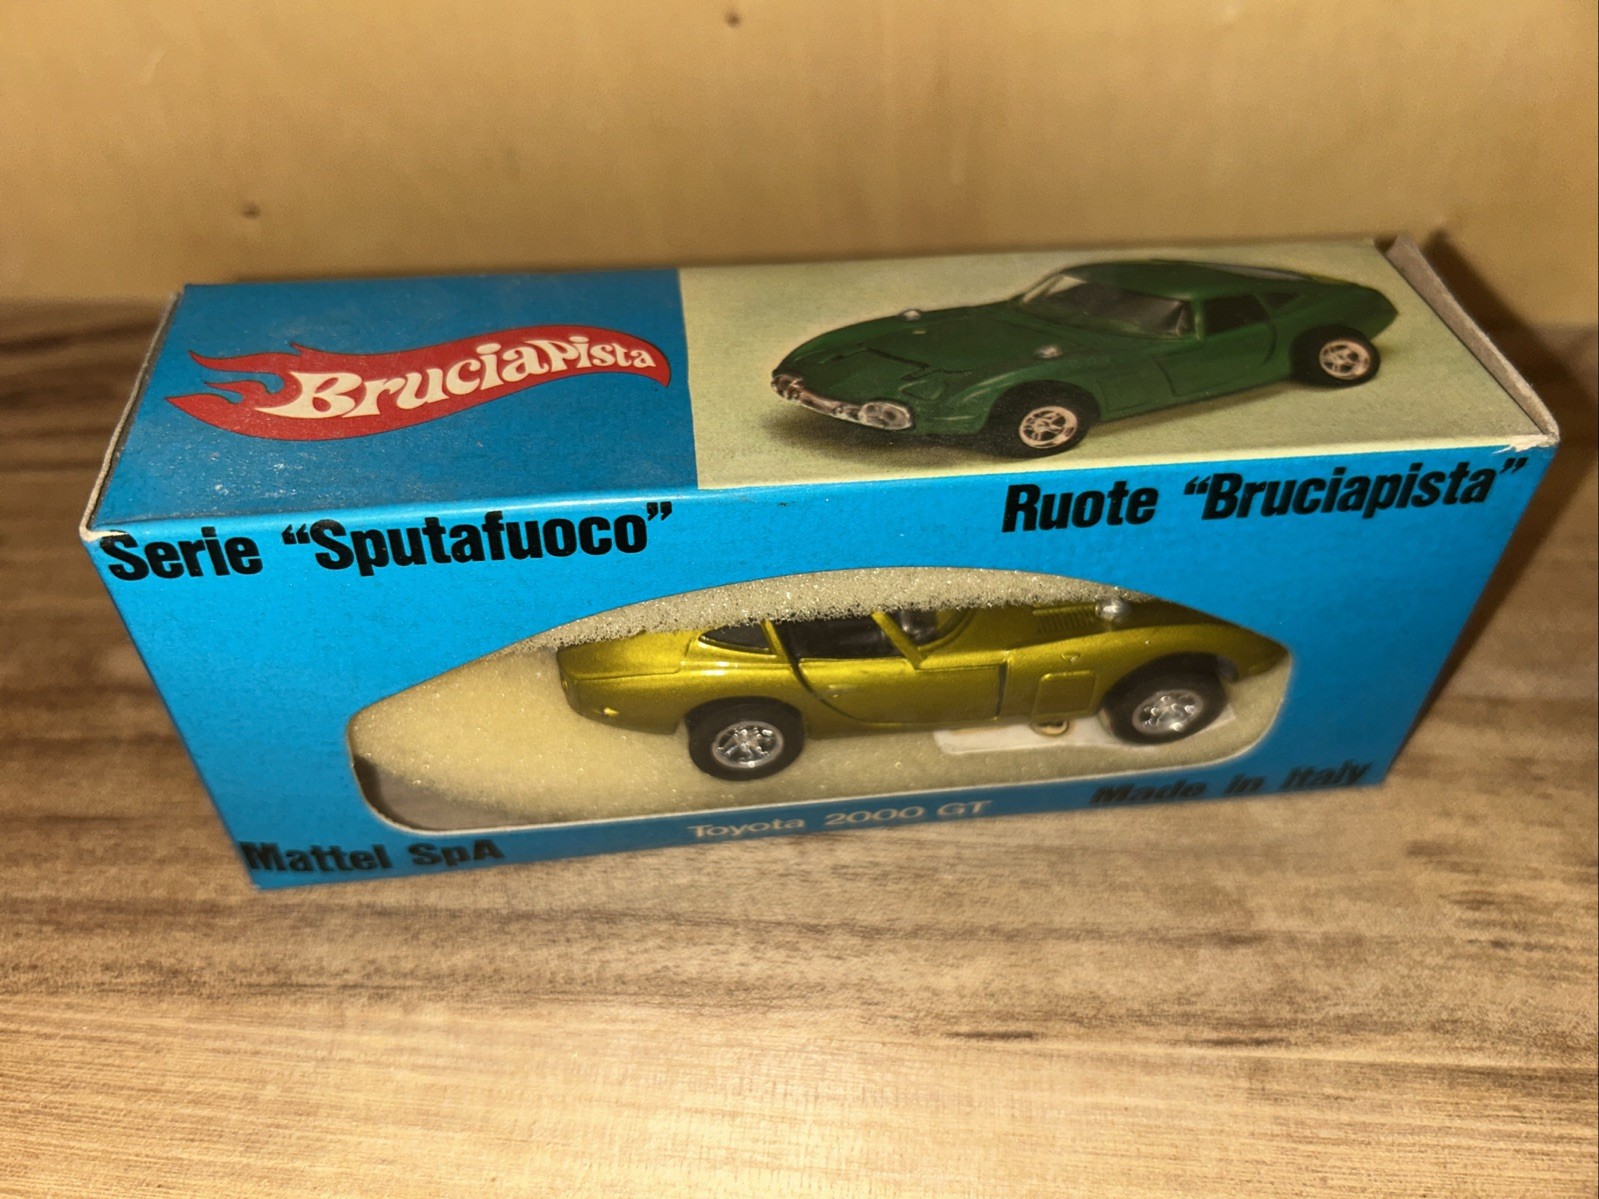 BruciaPista
Serie “Sputafuoco”
Ruote “Bruciapista”
Toyota 2000 GT
Mattel SpA
Made in Italy